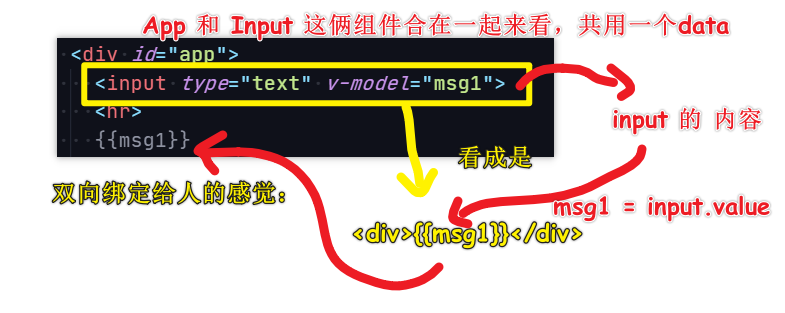 App 和 Input 这俩组件合在一起来看，共用一个data
<div id="app">
<input type="text" v-model="msg1">
<hr>
{{msg1}}
input 的 内容
看成是
双向绑定给人的感觉：
msg1 = input.value
<div>{{msg1}}</div>